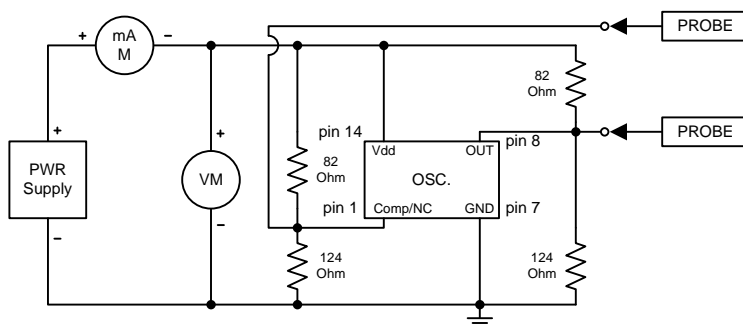 PROBE
+
mA
M
−
82
Ohm
+
pin 14
pin 8
PROBE
+
Vdd
OUT
PWR
Supply
82
Ohm
VM
OSC.
pin 1
Comp/NC
GND
pin 7
−
−
124
Ohm
124
Ohm